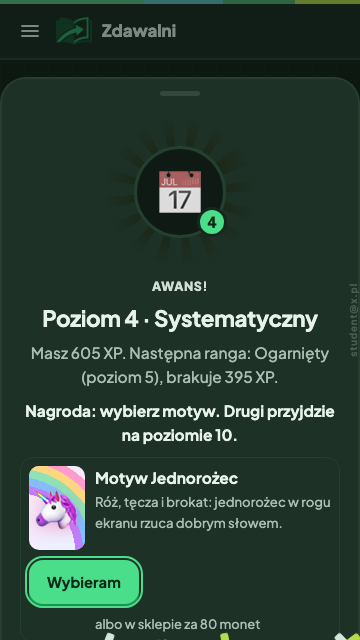 Zdawalni
JUL
17
4
AWANS!
Poziom 4 · Systematyczny
Masz 605 XP. Następna ranga: Ogarnięty
(poziom 5), brakuje 395 XP.
Nagroda: wybierz motyw. Drugi przyjdzie
na poziomie 10.
Motyw Jednorożec
Róż, tęcza i brokat: jednorożec w rogu
ekranu rzuca dobrym słowem.
Wybieram
albo w sklepie za 80 monet
student@x.pl